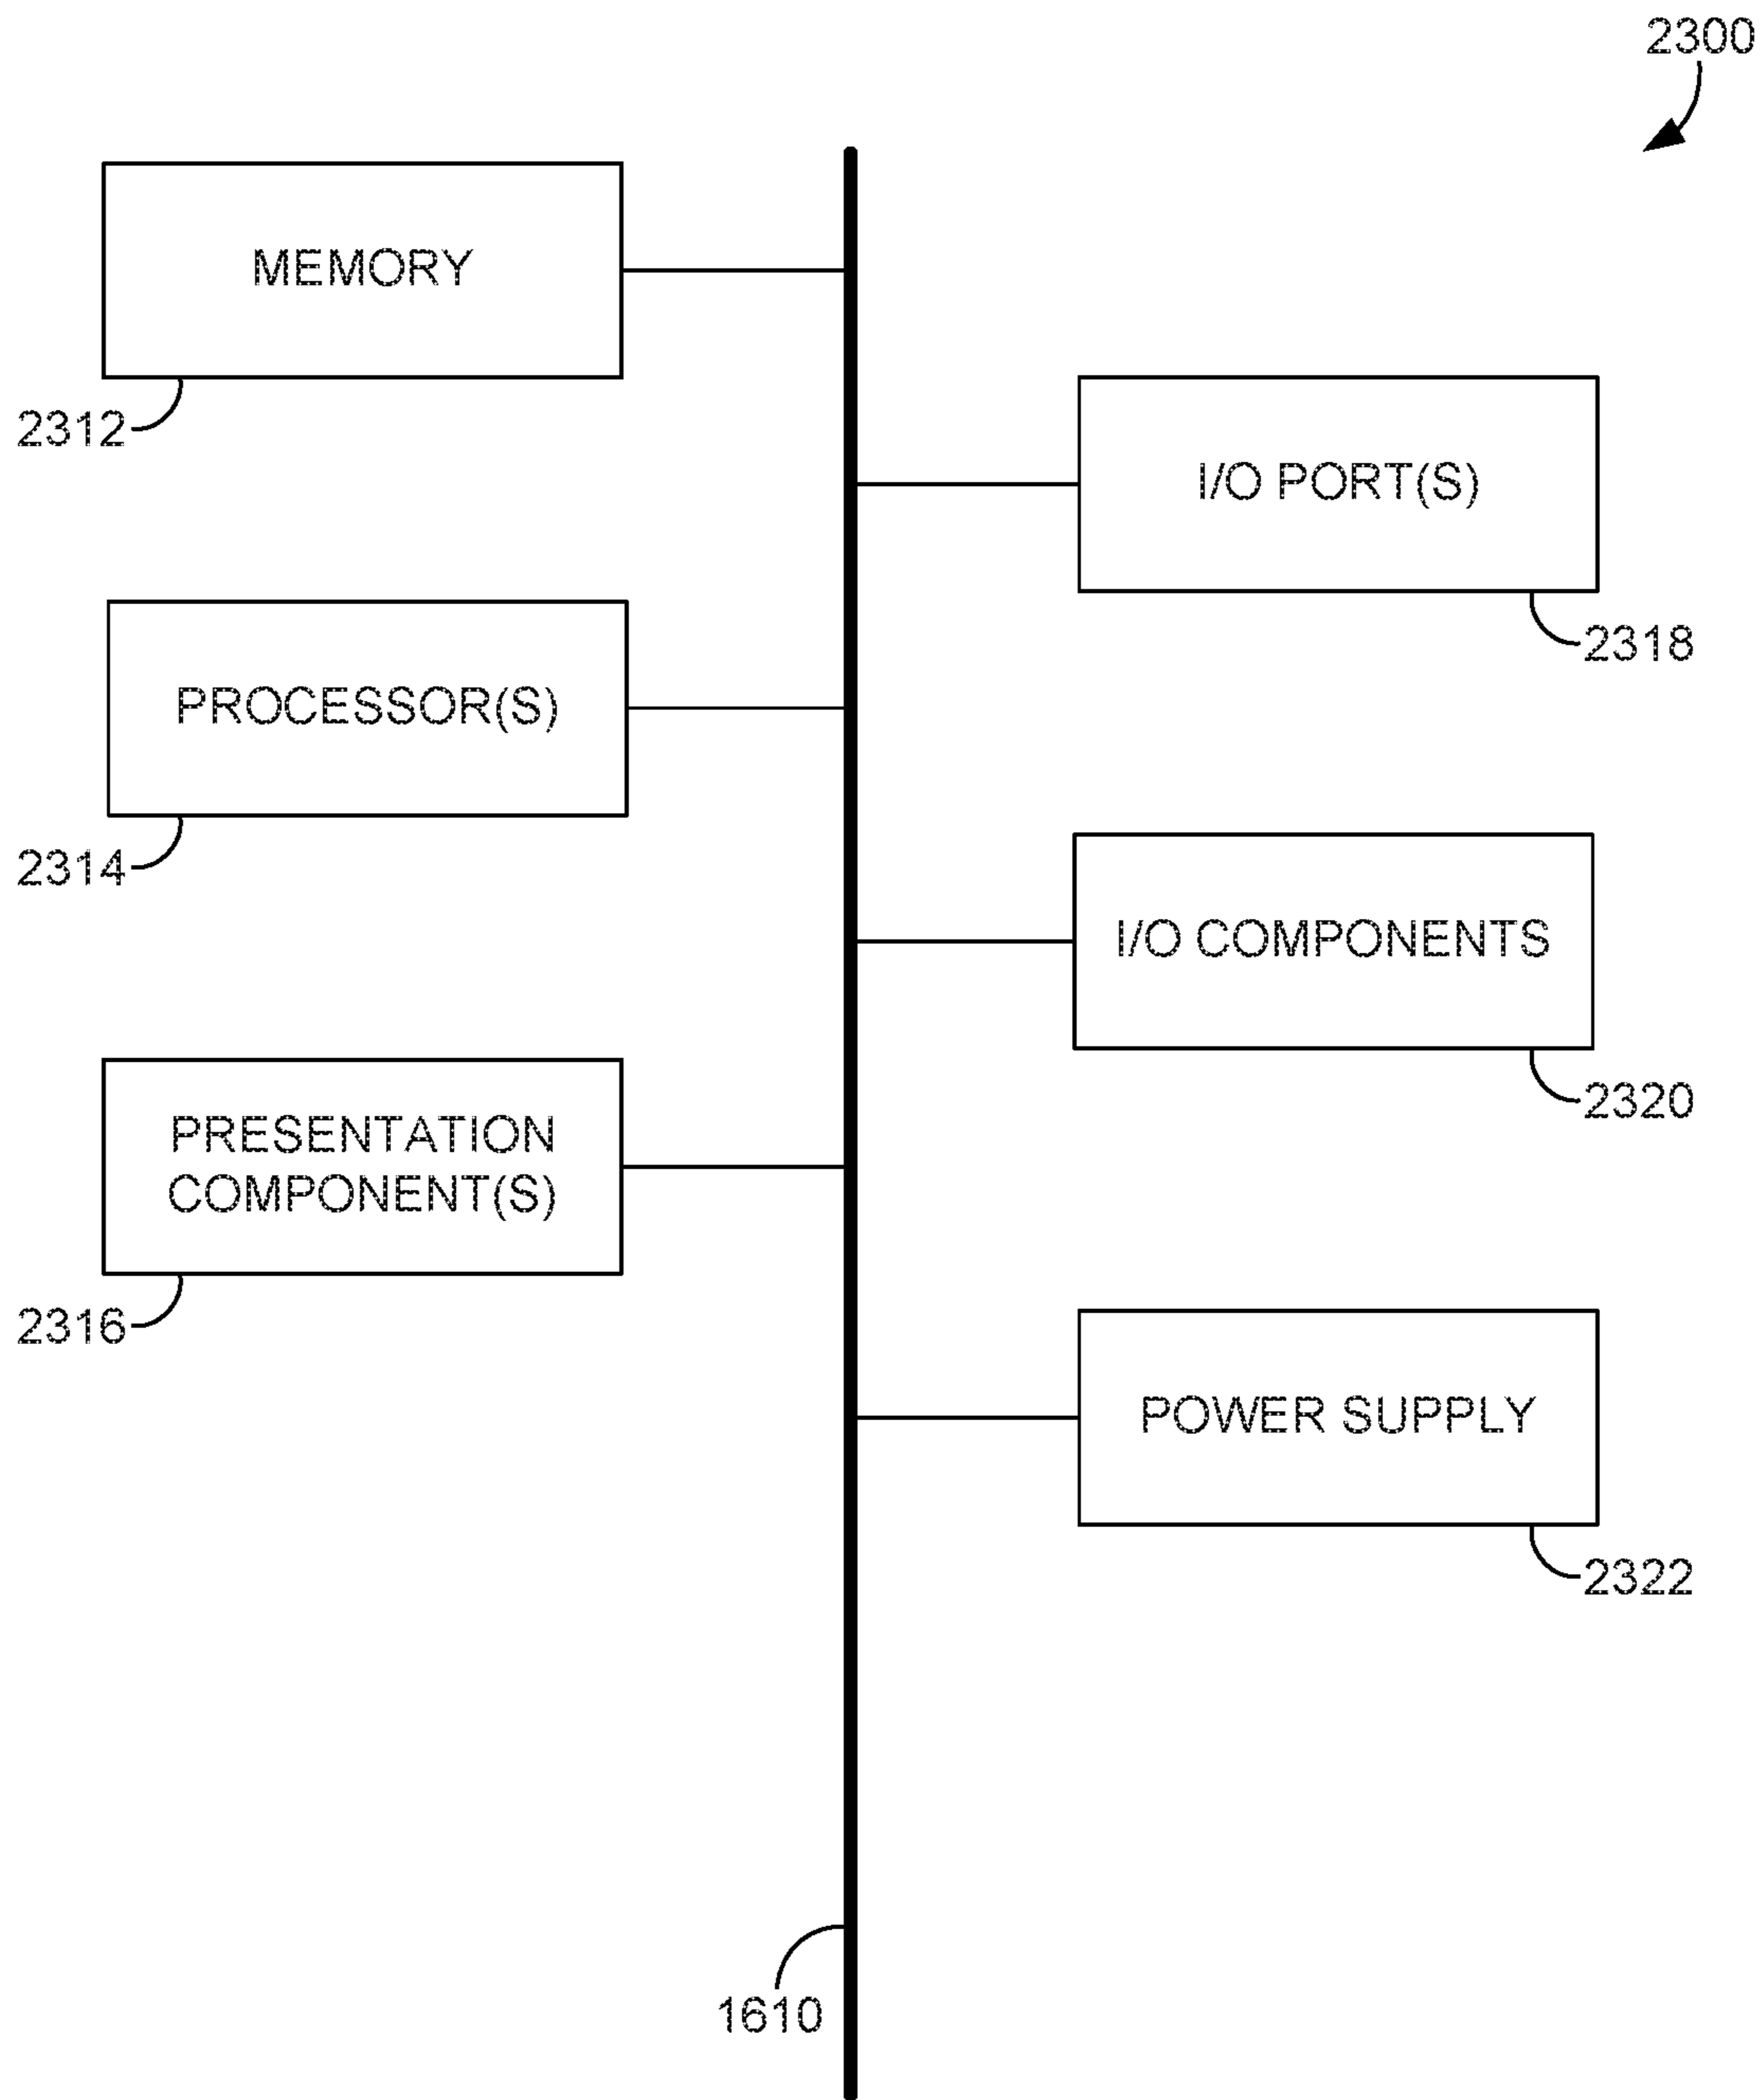 2300
MEMORY
2312
I/O PORT(S)
2318
PROCESSOR(S)
2314
I/O COMPONENTS
2320
PRESENTATION
COMPONENT(S)
2316
POWER SUPPLY
2322
1610